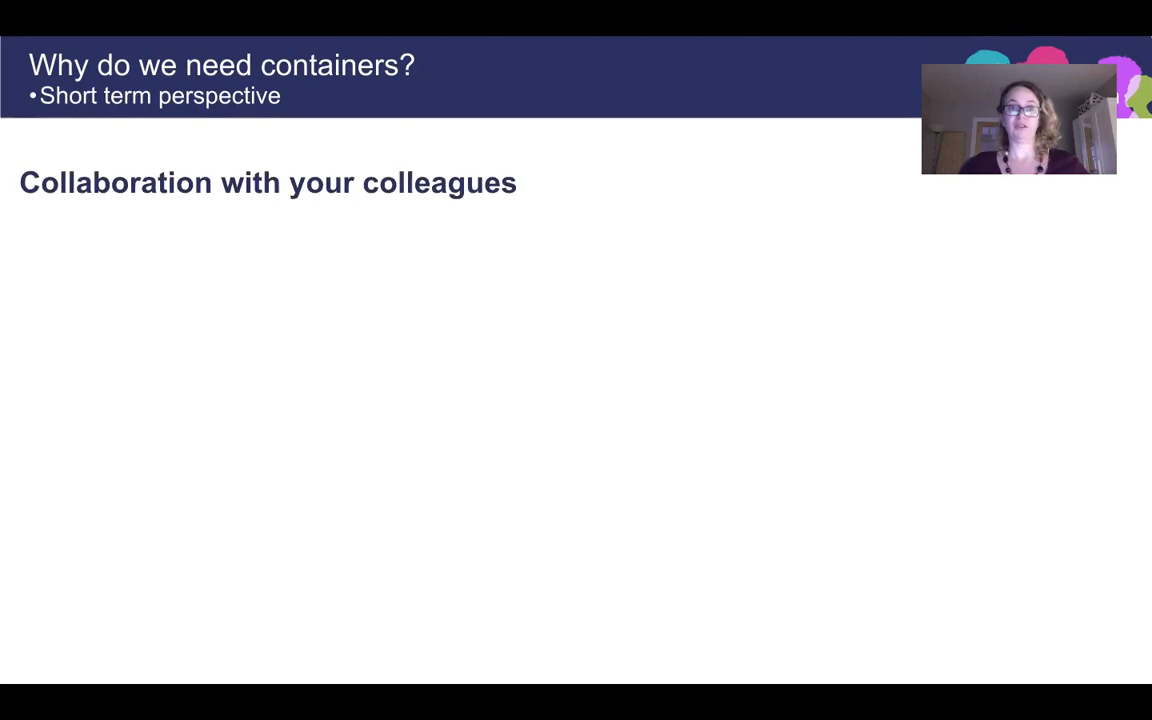 Why do we need containers?
•Short term perspective
Collaboration with your colleagues